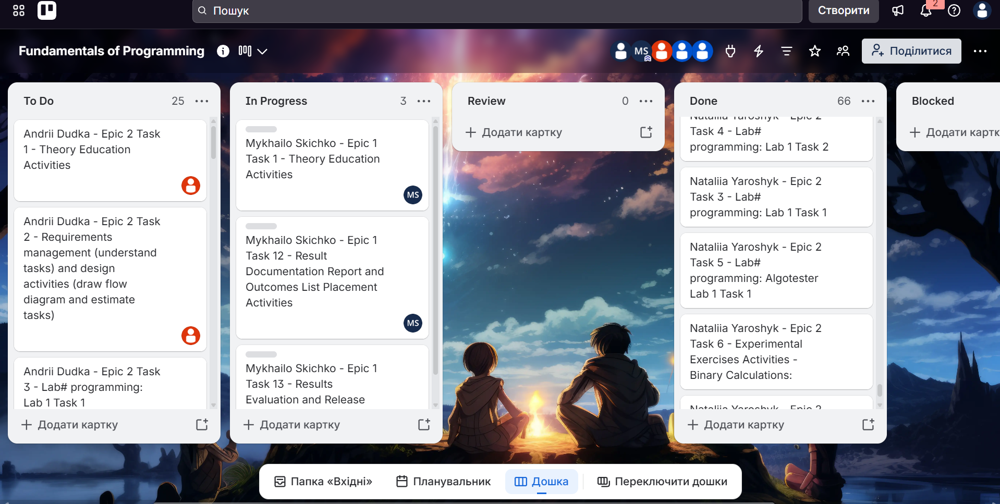 Пошук
Створити
2
Fundamentals of Programming
MS
Поділитися
To Do 25
Andrii Dudka - Epic 2 Task
1 - Theory Education
Activities
Andrii Dudka - Epic 2 Task
2 - Requirements
management (understand
tasks) and design
activities (draw flow
diagram and estimate
tasks)
Andrii Dudka - Epic 2 Task
3 - Lab# programming:
Lab 1 Task 1
Додати картку
In Progress 3
Mykhailo Skichko - Epic 1
Task 1 - Theory Education
Activities
MS
Mykhailo Skichko - Epic 1
Task 12 - Result
Documentation Report and
Outcomes List Placement
Activities
MS
Mykhailo Skichko - Epic 1
Task 13 - Results
Evaluation and Release
Додати картку
Review 0
Додати картку
Done 66
Nataliia Yaroshyk - Epic 2
Task 4 - Lab#
programming: Lab 1 Task 2
Nataliia Yaroshyk - Epic 2
Task 3 - Lab#
programming: Lab 1 Task 1
Nataliia Yaroshyk - Epic 2
Task 5 - Lab#
programming: Algotester
Lab 1 Task 1
Nataliia Yaroshyk - Epic 2
Task 6 - Experimental
Exercises Activities -
Binary Calculations:
Nataliia Yaroshyk - Epic 2
Додати картку
Blocked
Додати картк
Папка «Вхідні»
Планувальник
Дошка
Переключити дошки